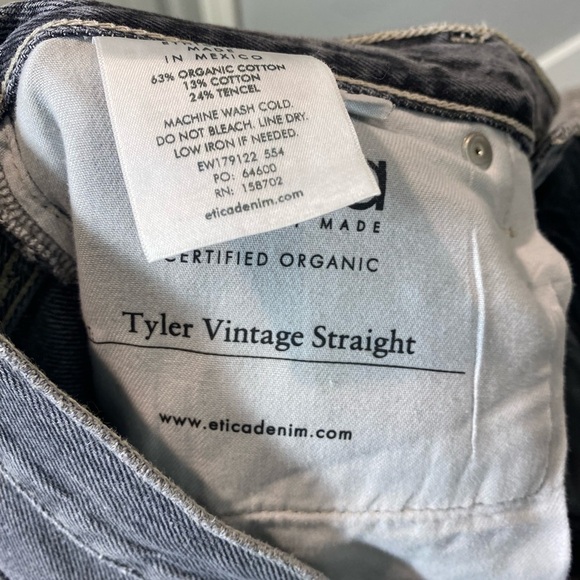 MADE
IN MEXICO
63% ORGANIC COTTON
13% COTTON
24% TENCEL
MACHINE WASH COLD.
DO NOT BLEACH. LINE DRY.
LOW IRON IF NEEDED.
EW179122 554
PO: 64600
RN: 158702
eticadenim.com
MADE
CERTIFIED ORGANIC
Tyler Vintage Straight
www.eticadenim.com